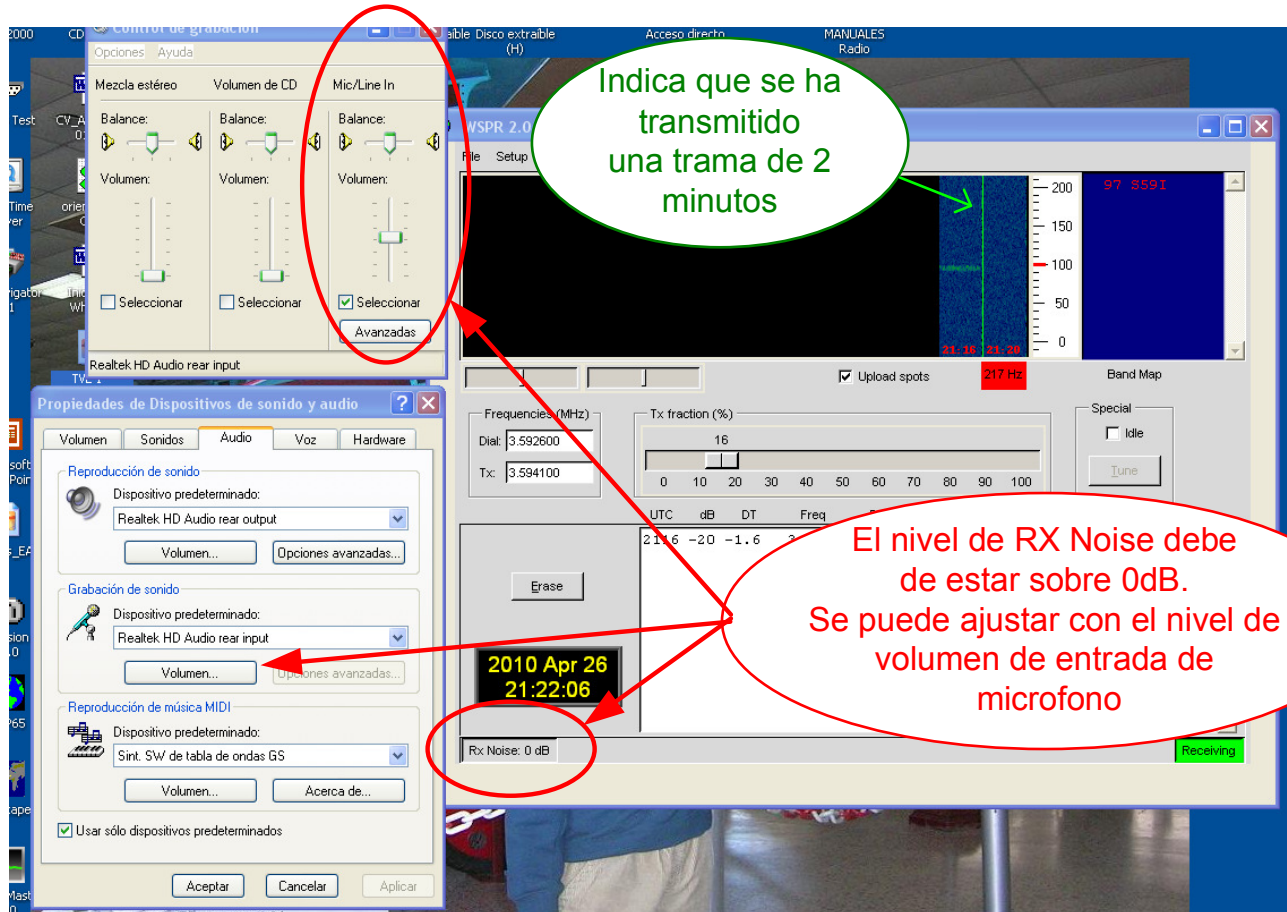 2000
CD
Control de grabación
Disco extraíble
(H)
Acceso directo
MANUALES
Radio
Opciones Ayuda
Mezcla estéreo
Volumen de CD
Mic/Line In
Balance:
Balance:
Balance:
Volumen:
Volumen:
Volumen:
Seleccionar
Seleccionar
Seleccionar
Avanzadas
Realtek HD Audio rear input
Test
Time
Indica que se ha
transmitido
una trama de 2
minutos
WSPR 2.0
File Setup
200
150
100
50
0
21:16 21:20
97 S59I
Upload spots
217 Hz
Band Map
Frequencies (MHz)
Dial: 3.592600
Tx: 3.594100
Tx fraction (%)
16
0 10 20 30 40 50 60 70 80 90 100
Special
Idle
Tune
UTC dB DT Freq
2116 -20 -1.6
Erase
2010 Apr 26
21:22:06
Rx Noise: 0 dB
Receiving
El nivel de RX Noise debe
de estar sobre 0dB.
Se puede ajustar con el nivel de
volumen de entrada de
microfono
Propiedades de Dispositivos de sonido y audio
Volumen Sonidos Audio Voz Hardware
Reproducción de sonido
Dispositivo predeterminado:
Realtek HD Audio rear output
Volumen... Opciones avanzadas...
Grabación de sonido
Dispositivo predeterminado:
Realtek HD Audio rear input
Volumen... Opciones avanzadas...
Reproducción de música MIDI
Dispositivo predeterminado:
Sint. SW de tabla de ondas GS
Volumen... Acerca de...
Usar sólo dispositivos predeterminados
Aceptar Cancelar Aplicar